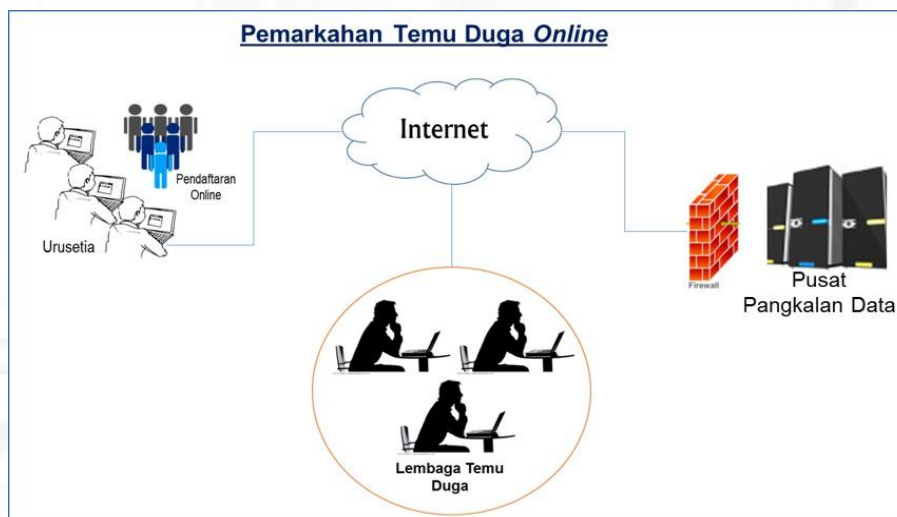 Pemarkahan Temu Duga Online
Internet
Pendaftaran
Online
Urusetia
Firewall
Pusat
Pangkalan Data
Lembaga Temu
Duga